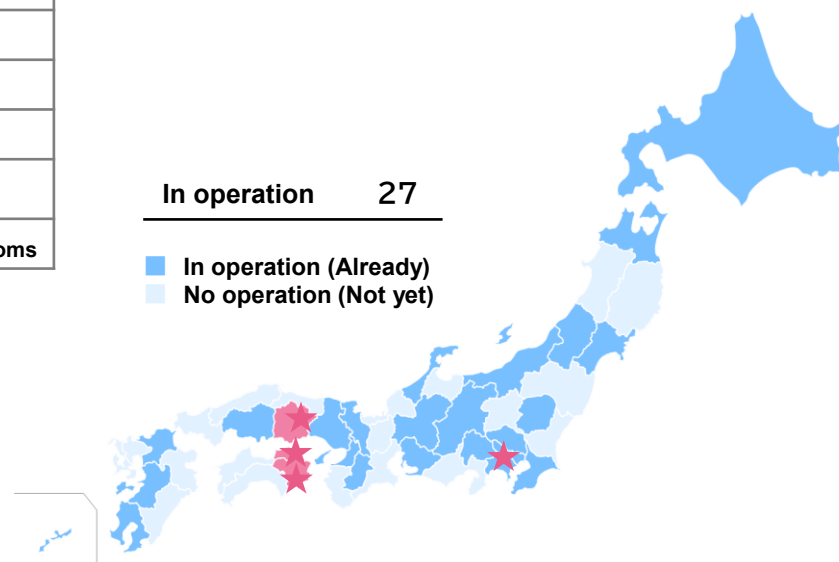 oms
In operation 27
In operation (Already)
No operation (Not yet)